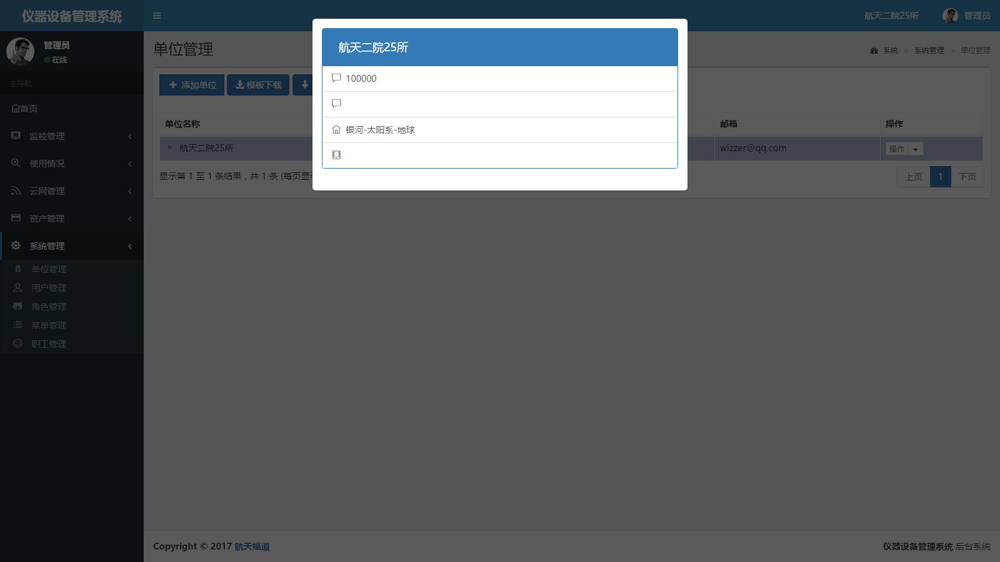 仪器设备管理系统
航天二院25所
管理员
管理员
在线
主导航
首页
监控管理
使用情况
云网管理
资产管理
系统管理
单位管理
用户管理
角色管理
菜单管理
职工管理
单位管理
系统 > 系统管理 > 单位管理
添加单位
模板下载
航天二院25所
100000
银河-太阳系-地球
单位名称
邮箱
操作
航天二院25所
wizzer@qq.com
操作
显示第 1 至 1 条结果，共 1 条 (每页显
上页
1
下页
Copyright © 2017 航天福道
仪器设备管理系统 后台系统